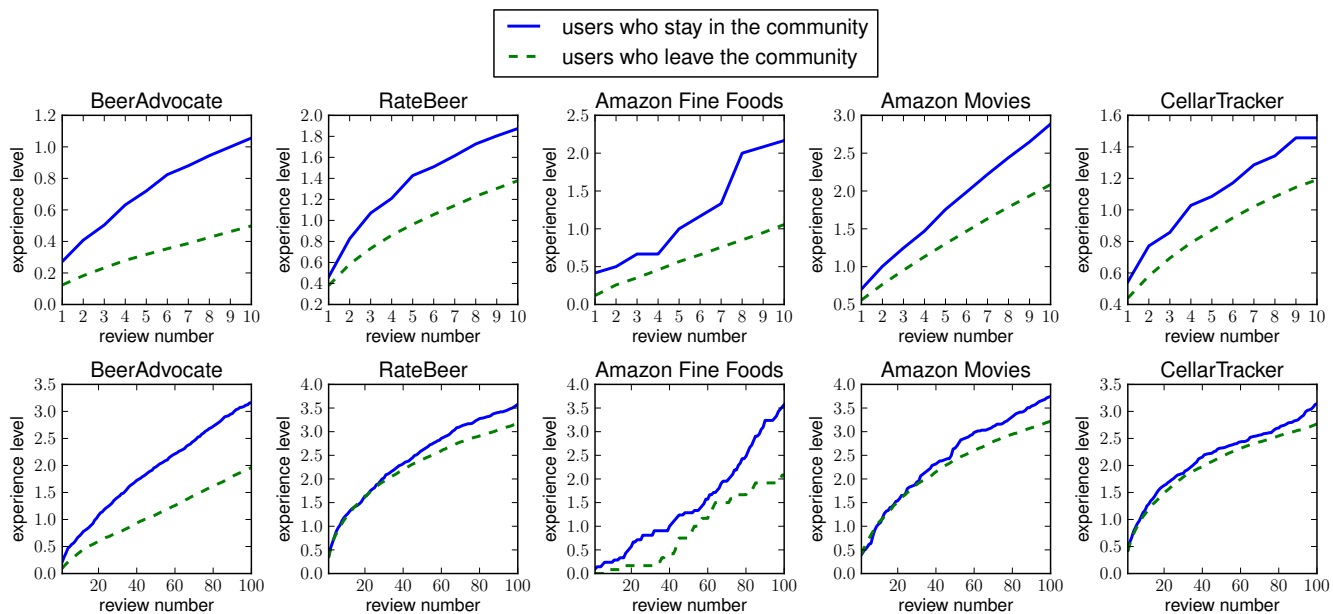 users who stay in the community
users who leave the community
BeerAdvocate
RateBeer
Amazon Fine Foods
Amazon Movies
CellarTracker
experience level
1.2
1.0
0.8
0.6
0.4
0.2
0.0
1 2 3 4 5 6 7 8 9 10
review number
experience level
2.0
1.8
1.6
1.4
1.2
1.0
0.8
0.6
0.4
0.2
1 2 3 4 5 6 7 8 9 10
review number
experience level
2.5
2.0
1.5
1.0
0.5
0.0
1 2 3 4 5 6 7 8 9 10
review number
experience level
3.0
2.5
2.0
1.5
1.0
0.5
1 2 3 4 5 6 7 8 9 10
review number
experience level
1.6
1.4
1.2
1.0
0.8
0.6
0.4
1 2 3 4 5 6 7 8 9 10
review number
BeerAdvocate
RateBeer
Amazon Fine Foods
Amazon Movies
CellarTracker
experience level
3.5
3.0
2.5
2.0
1.5
1.0
0.5
0.0
20 40 60 80 100
review number
experience level
4.0
3.5
3.0
2.5
2.0
1.5
1.0
0.5
0.0
20 40 60 80 100
review number
experience level
4.0
3.5
3.0
2.5
2.0
1.5
1.0
0.5
0.0
20 40 60 80 100
review number
experience level
4.0
3.5
3.0
2.5
2.0
1.5
1.0
0.5
0.0
20 40 60 80 100
review number
experience level
3.5
3.0
2.5
2.0
1.5
1.0
0.5
0.0
20 40 60 80 100
review number